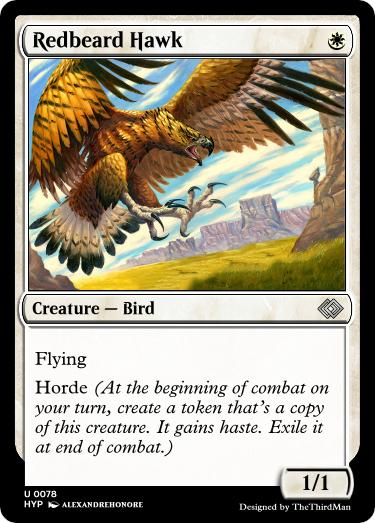 Redbeard Hawk
Creature — Bird
Flying
Horde (At the beginning of combat on
your turn, create a token that's a copy
of this creature. It gains haste. Exile it
at end of combat.)
1/1
U 0078
HYP ALEXANDREHONORE
Designed by TheThirdMan